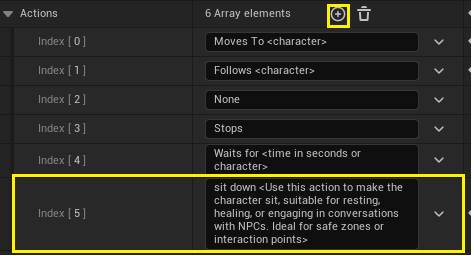 Actions 6 Array elements
Index [ 0 ] Moves To <character>
Index [ 1 ] Follows <character>
Index [ 2 ] None
Index [ 3 ] Stops
Index [ 4 ] Waits for <time in seconds or
character>
Index [ 5 ] sit down <Use this action to make the
character sit, suitable for resting,
healing, or engaging in conversations
with NPCs. Ideal for safe zones or
interaction points>